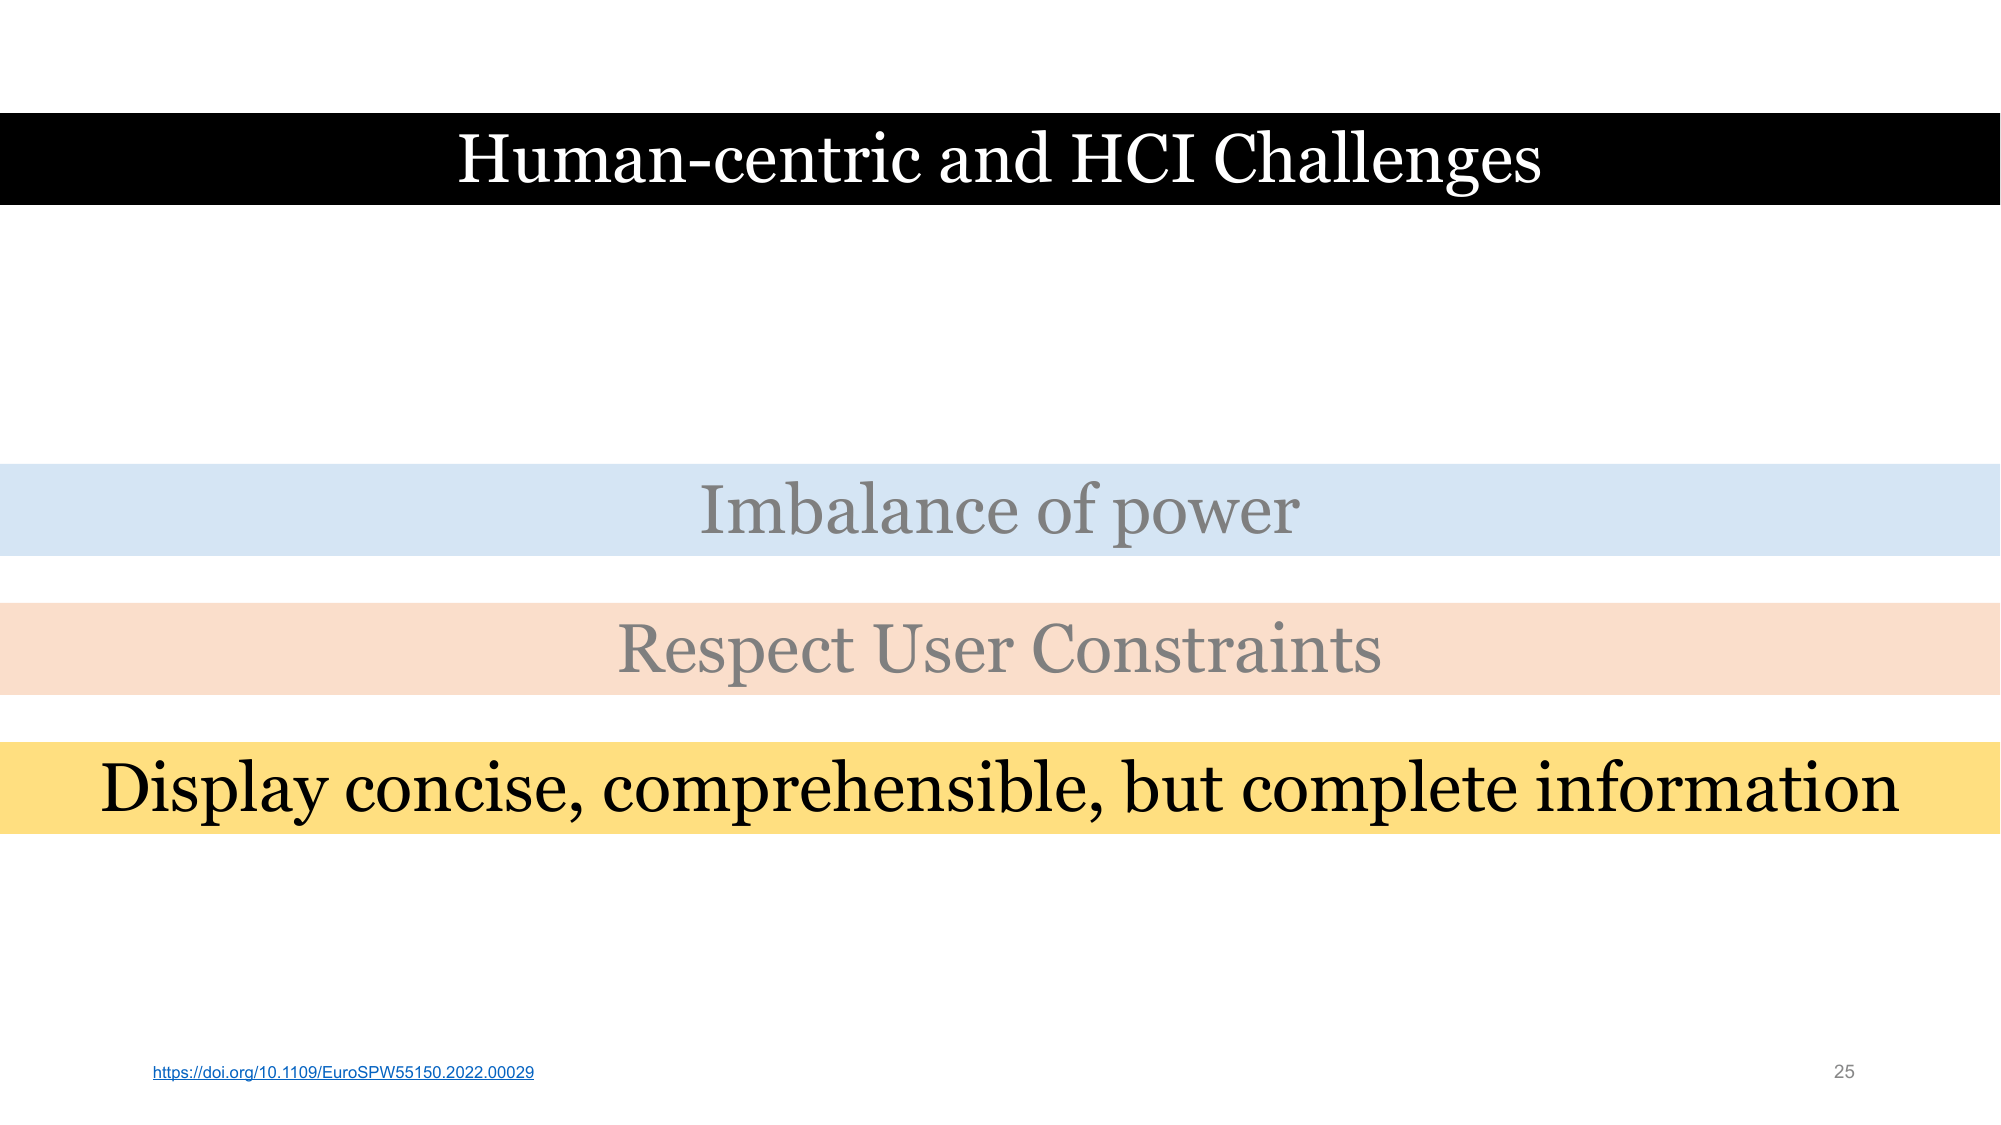 Human-centric and HCI Challenges
Imbalance of power
Respect User Constraints
Display concise, comprehensible, but complete information
https://doi.org/10.1109/EuroSPW55150.2022.00029
25